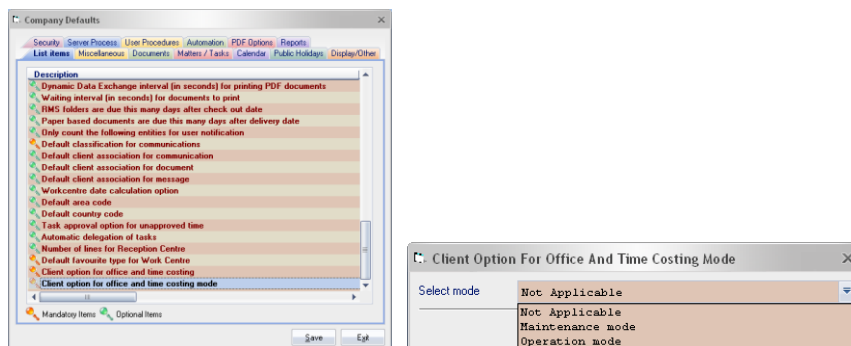 Company Defaults
Security Server Process User Procedures Automation PDF Options Reports
List items Miscellaneous Documents Matters / Tasks Calendar Public Holidays Display/Other
Description
Dynamic Data Exchange interval (in seconds) for printing PDF documents
Waiting interval (in seconds) for documents to print
RMS folders are due this many days after check out date
Paper based documents are due this many days after delivery date
Only count the following entities for user notification
Default classification for communications
Default client association for communication
Default client association for document
Default client association for message
Workcentre date calculation option
Default area code
Default country code
Task approval option for unapproved time
Automatic delegation of tasks
Number of lines for Reception Centre
Default favourite type for Work Centre
Client option for office and time costing
Client option for office and time costing mode
Mandatory Items Optional Items
Save Exit
Client Option For Office And Time Costing Mode
Select mode Not Applicable
Not Applicable
Maintenance mode
Operation mode